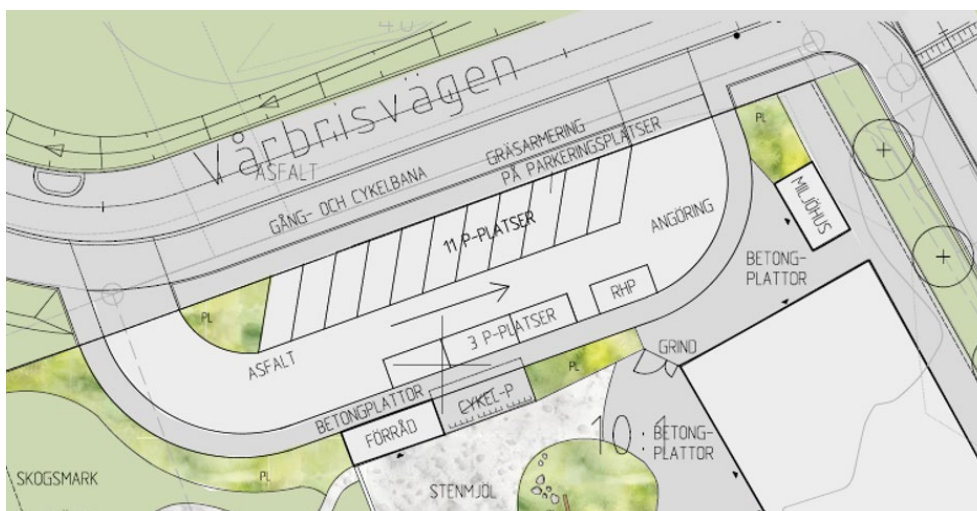 40
Vårbrisvägen
ASFALT
GÅNG- OCH CYKELBANA
GRÄSARMERING
PÅ PARKERINGSPLATSER
PL
MILJÖHUS
11 P-PLATSER
ANGÖRING
BETONG-
PLATTOR
PL
RHP
3 P-PLATSER
ASFALT
GRIND
PL
BETONGPLATTOR
CYKEL-P
FÖRRÅD
10:1
BETONG-
PLATTOR
PL
SKOGSMARK
STENMJÖL